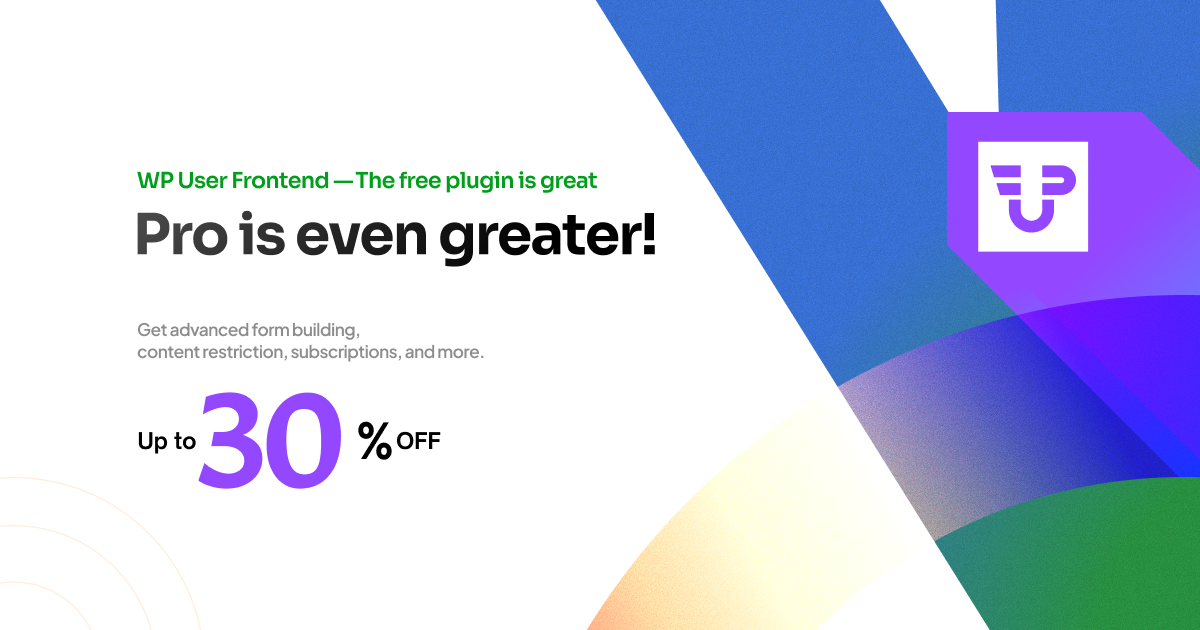 WP User Frontend — The free plugin is great
Pro is even greater!
Get advanced form building,
content restriction, subscriptions, and more.
Up to 30 % OFF
UP